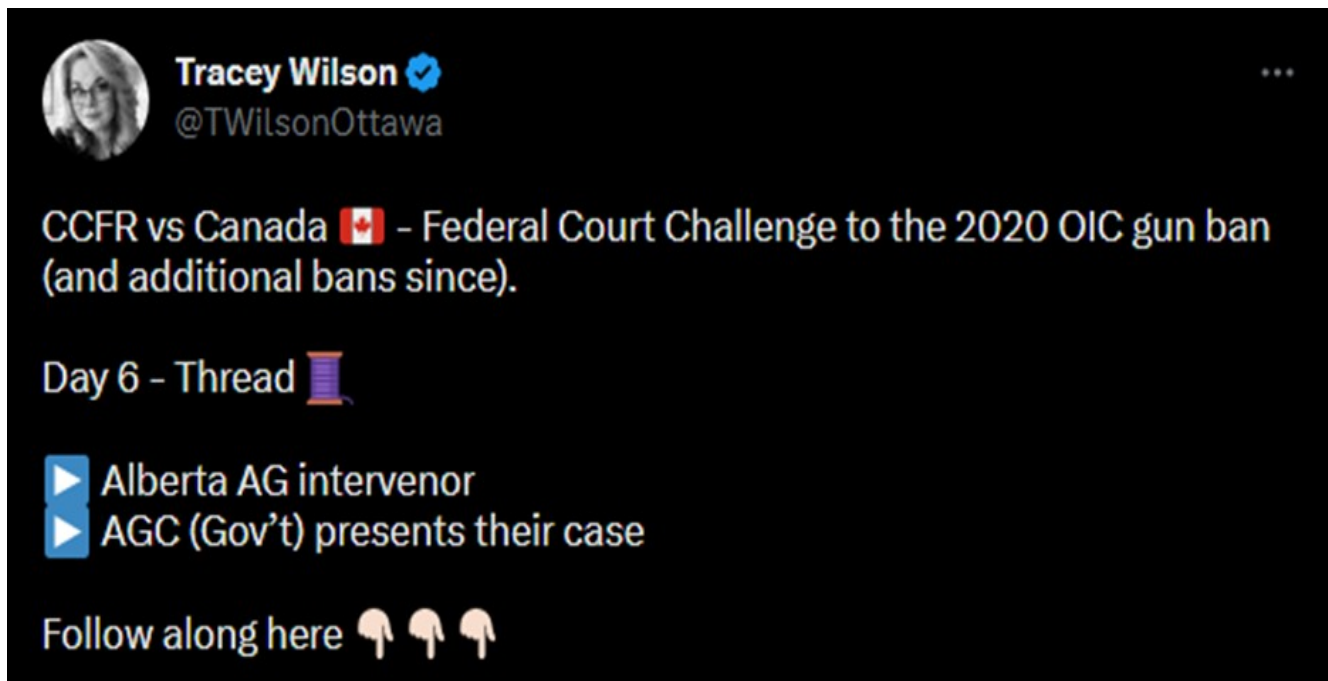 Tracey Wilson
@TWilsonOttawa
CCFR vs Canada 🇨🇦 - Federal Court Challenge to the 2020 OIC gun ban
(and additional bans since).
Day 6 - Thread 🧵
▶️ Alberta AG intervenor
▶️ AGC (Gov't) presents their case
Follow along here 👇🏻👇🏻👇🏻